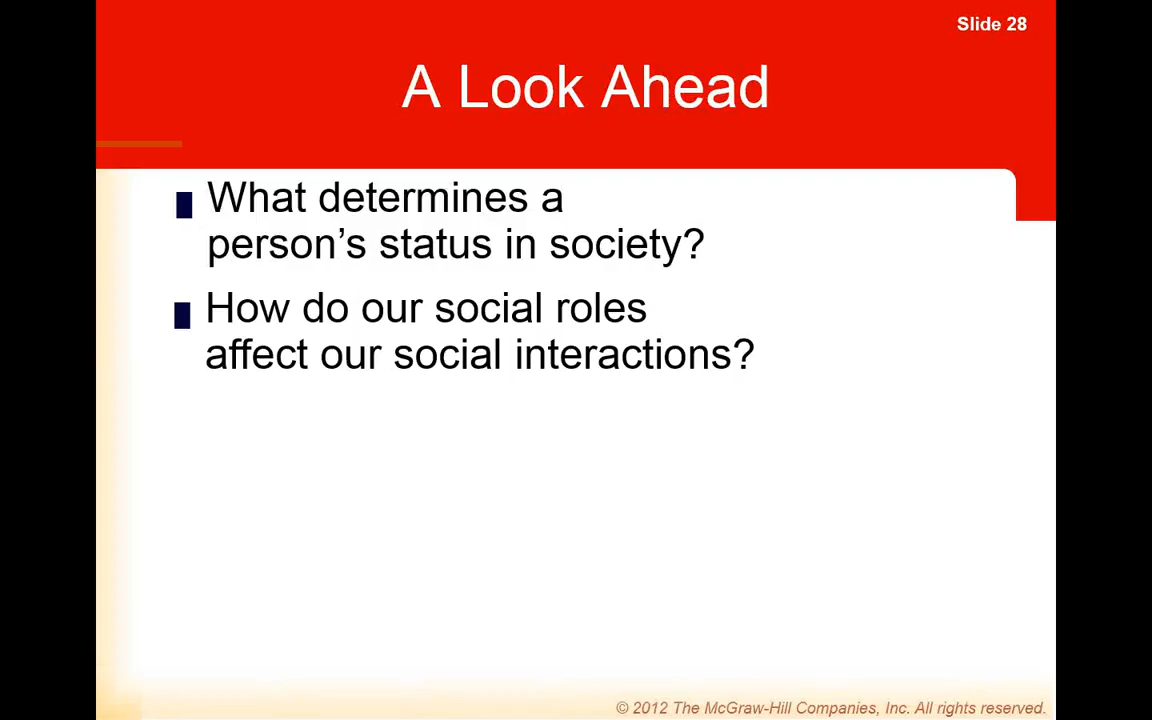 Slide 28
A Look Ahead
What determines a
person’s status in society?
How do our social roles
affect our social interactions?
© 2012 The McGraw-Hill Companies, Inc. All rights reserved.